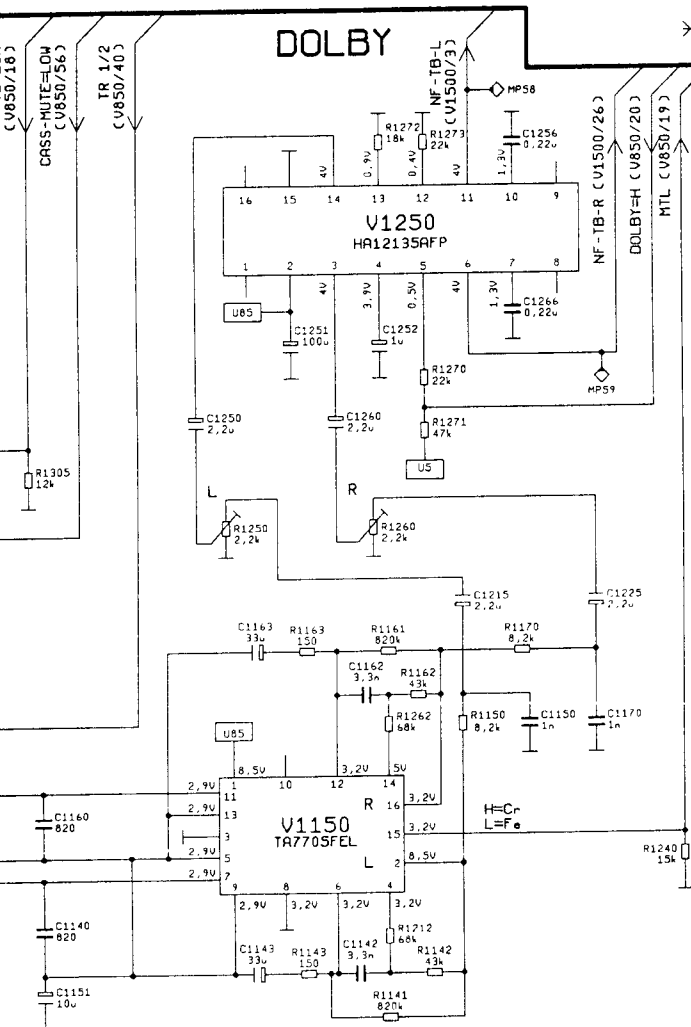 DOLBY
(V850/18)
CASS-MUTE=LOW
(V850/56)
TR 1/2
(V850/40)
NF-TB-L
(V1500/3)
MP58
NF-TB-R (V1500/26)
DOLBY=H (V850/20)
MTL (V850/19)
R1272
18k
R1273
22k
C1256
0,22u
4V
0,9V
0,4V
4V
1,3V
16
15
14
13
12
11
10
9
V1250
HA12135AFP
1
2
3
4
5
6
7
8
U85
4V
3,9V
0,5V
4V
1,3V
C1251
100u
C1252
1u
C1266
0,22u
R1270
22k
MP59
C1250
2,2u
C1260
2,2u
R1271
47k
U5
R1305
12k
L
R
R1250
2,2k
R1260
2,2k
C1215
2,2u
C1225
2,2u
C1163
33u
R1163
150
R1161
820k
R1170
8,2k
C1162
3,3n
R1162
43k
R1262
68k
R1150
8,2k
C1150
1n
C1170
1n
U85
8,5V
3,2V
5V
1
10
12
14
2,9V
11
R
16
3,2V
2,9V
13
V1150
TA7705FEL
H=Cr
L=Fe
3
15
3,2V
C1160
820
2,9V
5
L
2
8,5V
2,9V
7
R1240
15k
9
8
6
4
2,9V
3,2V
3,2V
3,2V
C1140
820
R1212
68k
C1143
33u
R1143
150
C1142
3,3n
R1142
43k
C1151
10u
R1141
820k